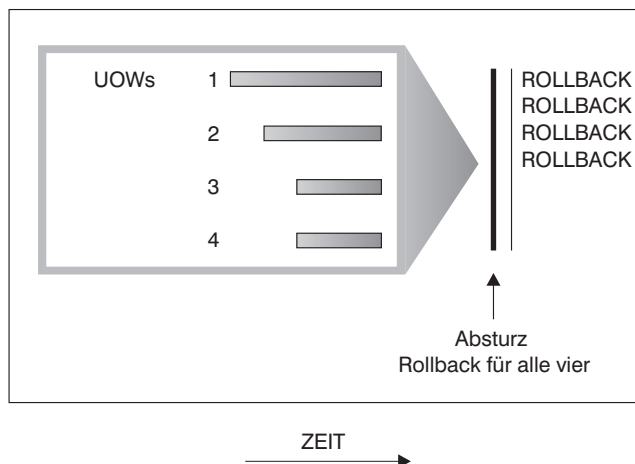 UOWs 1 ROLLBACK
ROLLBACK
2 ROLLBACK
ROLLBACK
3
4
Absturz
Rollback für alle vier
ZEIT